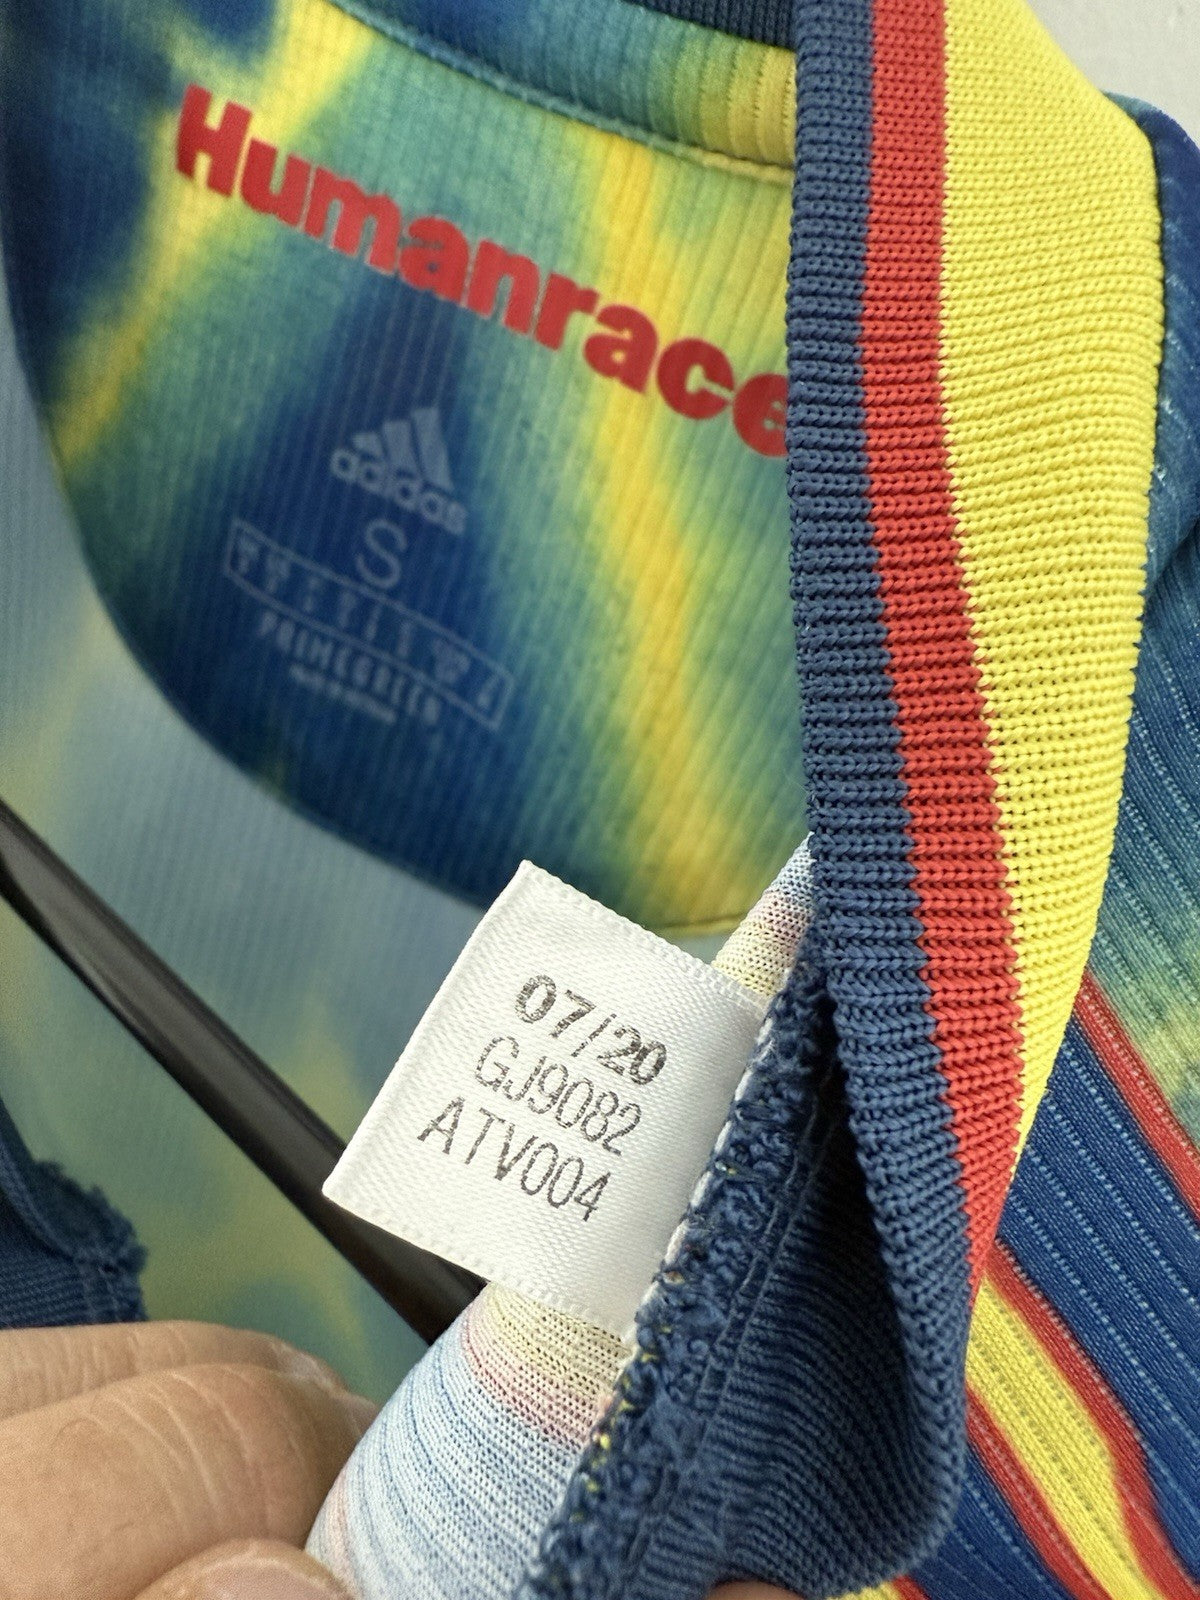 Humanrace
adidas
S
PRIMEGREEN
07/20
GJ9082
ATV004